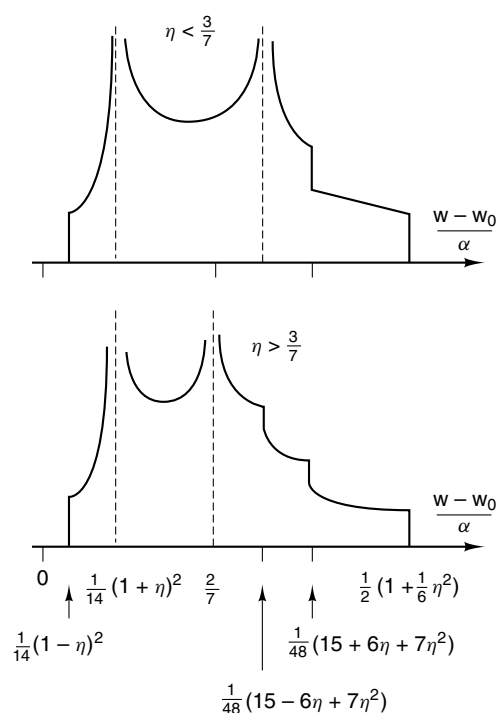 η < 3/7
w − w₀
α
η > 3/7
w − w₀
α
0
1/14 (1 + η)² 2/7 1/2 (1 + 1/6 η²)
1/14 (1 − η)² 1/48 (15 + 6η + 7η²)
1/48 (15 − 6η + 7η²)